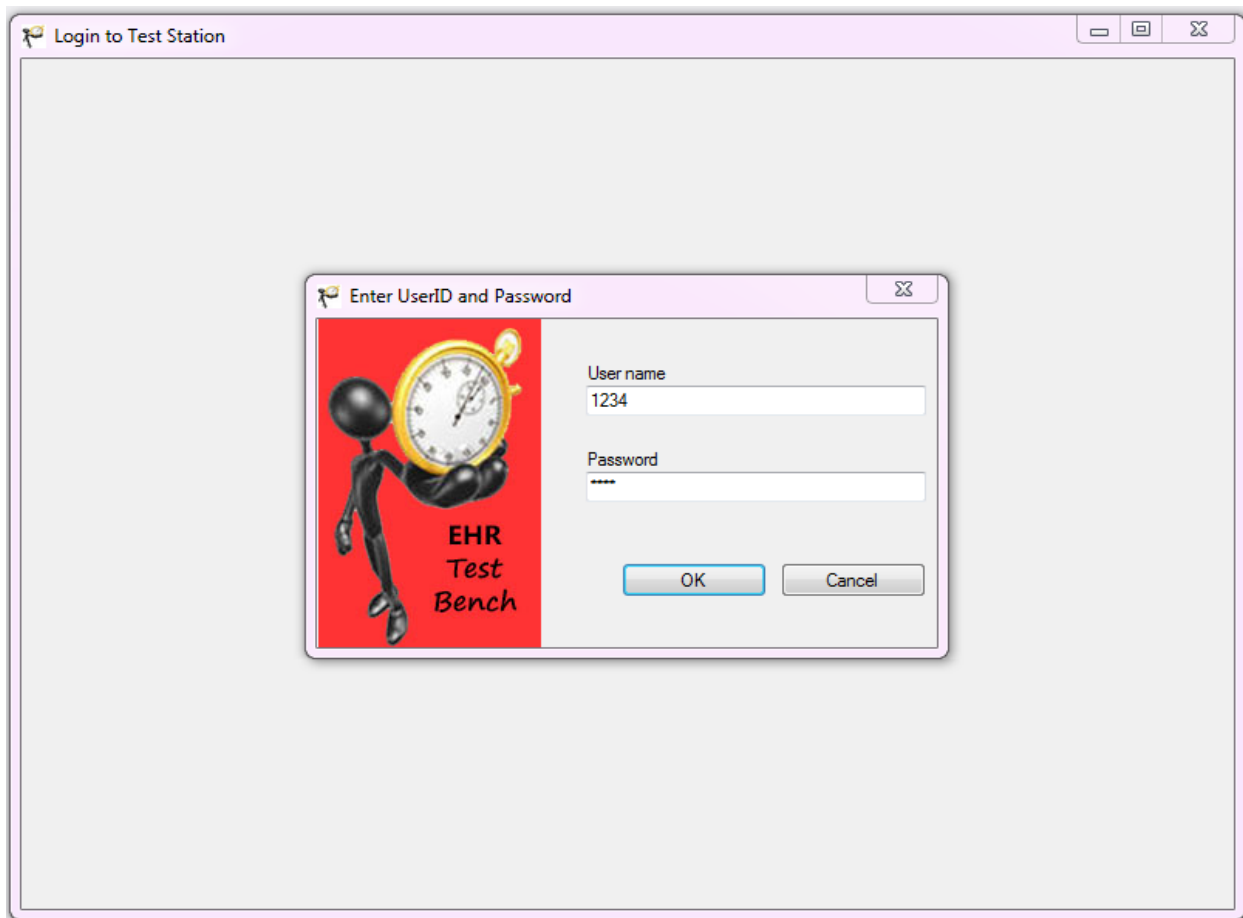 Login to Test Station
Enter UserID and Password
User name
1234
Password
****
EHR
Test
Bench
OK
Cancel